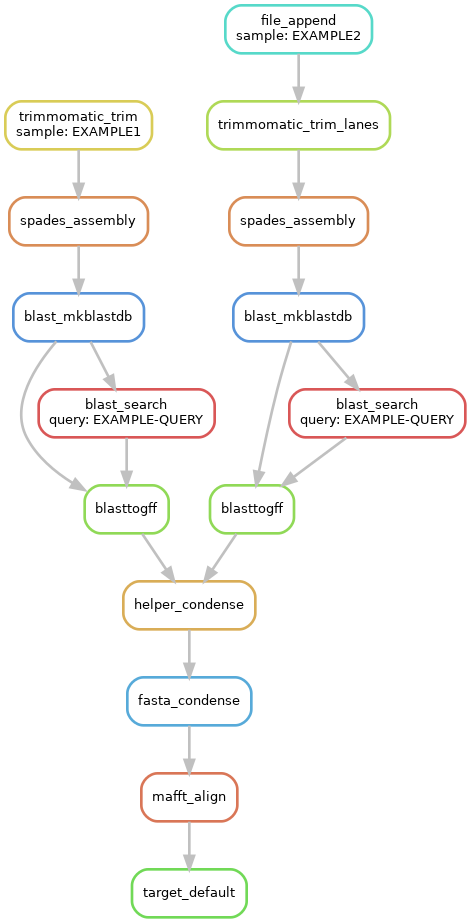 file_append
sample: EXAMPLE2
trimmomatic_trim
sample: EXAMPLE1
trimmomatic_trim_lanes
spades_assembly
spades_assembly
blast_mkblastdb
blast_mkblastdb
blast_search
query: EXAMPLE-QUERY
blast_search
query: EXAMPLE-QUERY
blasttogff
blasttogff
helper_condense
fasta_condense
mafft_align
target_default